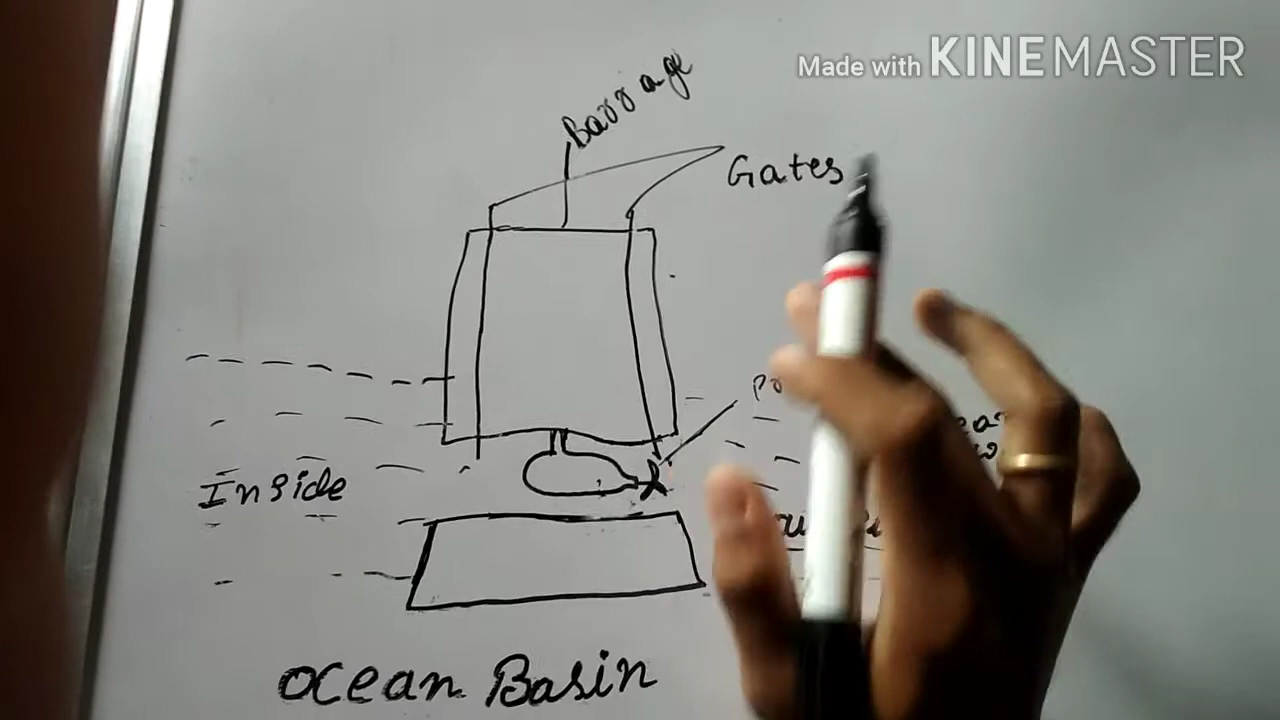 Made with KINEMASTER
Barrage
Gates
Inside
Ocean Basin